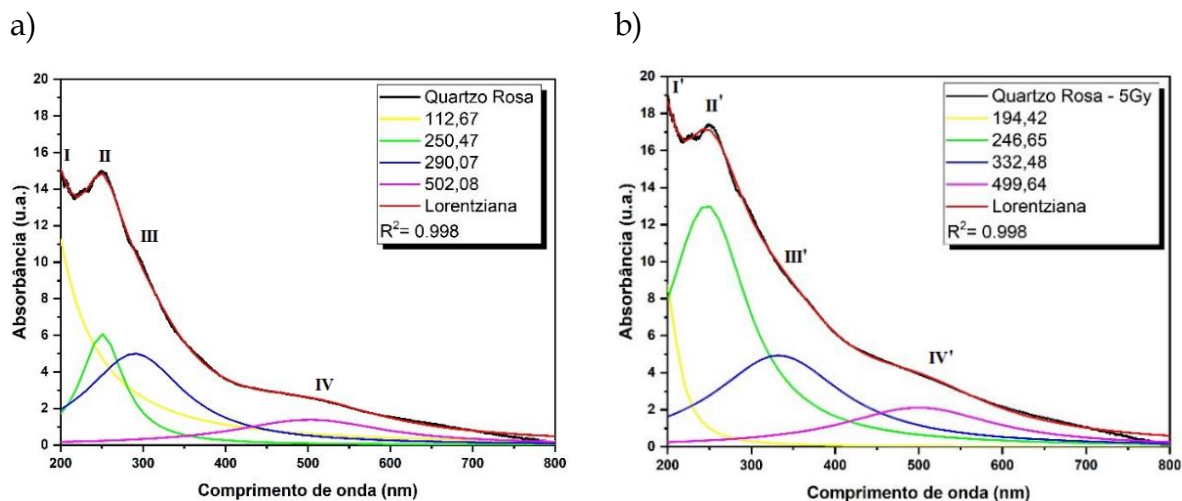 a)
Quartzo Rosa
112,67
250,47
290,07
502,08
Lorentziana
R²= 0.998
I
II
III
IV
Absorbância (u.a.)
20
18
16
14
12
10
8
6
4
2
0
200 300 400 500 600 700 800
Comprimento de onda (nm)
b)
Quartzo Rosa - 5Gy
194,42
246,65
332,48
499,64
Lorentziana
R²= 0.998
I'
II'
III'
IV'
Absorbância (u.a.)
20
18
16
14
12
10
8
6
4
2
0
200 300 400 500 600 700 800
Comprimento de onda (nm)